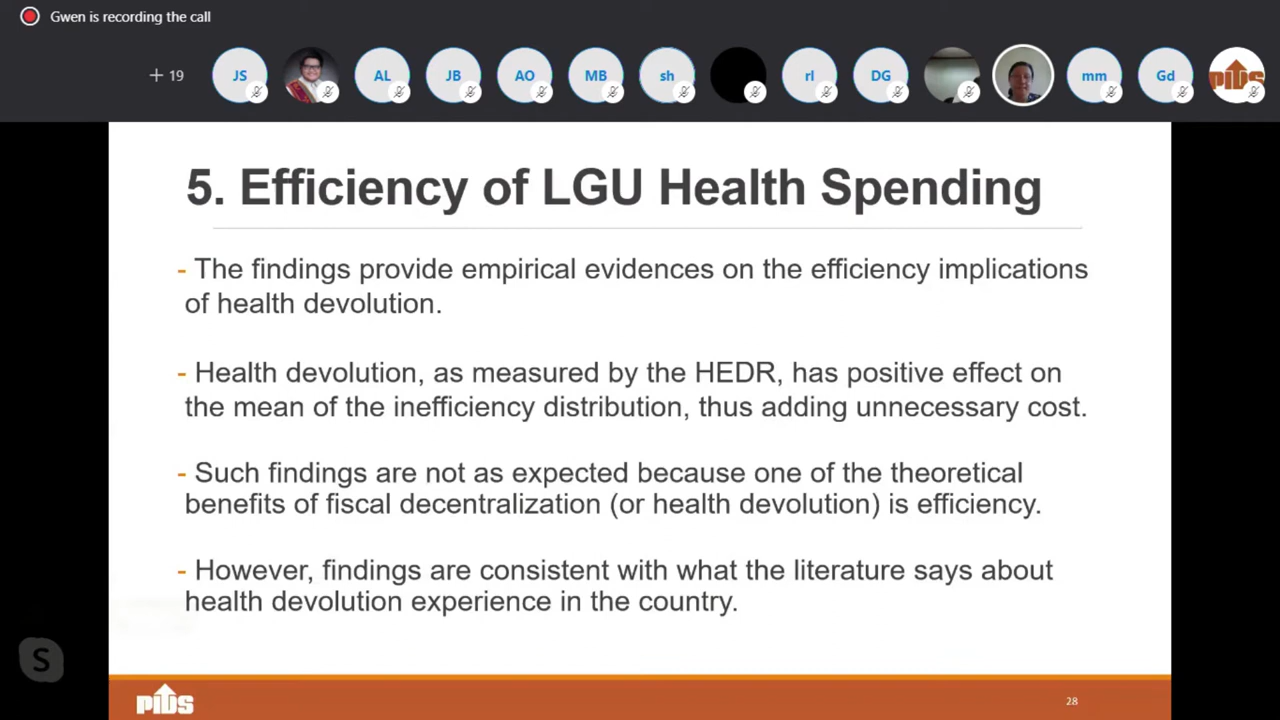 Gwen is recording the call
+ 19
JS
AL
JB
AO
MB
sh
rl
DG
mm
Gd
PIDS
5. Efficiency of LGU Health Spending
- The findings provide empirical evidences on the efficiency implications
of health devolution.
- Health devolution, as measured by the HEDR, has positive effect on
the mean of the inefficiency distribution, thus adding unnecessary cost.
- Such findings are not as expected because one of the theoretical
benefits of fiscal decentralization (or health devolution) is efficiency.
- However, findings are consistent with what the literature says about
health devolution experience in the country.
S
PIDS
28